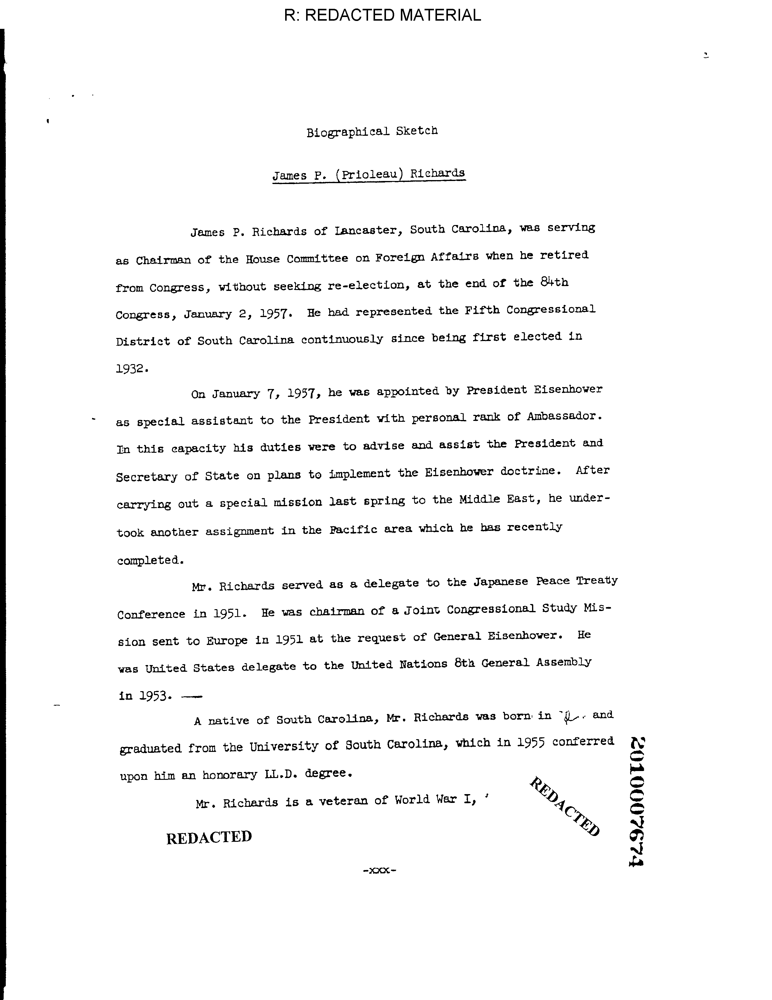 R: REDACTED MATERIAL
Biographical Sketch
James P. (Prioleau) Richards
James P. Richards of Lancaster, South Carolina, was serving
as Chairman of the House Committee on Foreign Affairs when he retired
from Congress, without seeking re-election, at the end of the 84th
Congress, January 2, 1957. He had represented the Fifth Congressional
District of South Carolina continuously since being first elected in
1932.
On January 7, 1957, he was appointed by President Eisenhower
as special assistant to the President with personal rank of Ambassador.
In this capacity his duties were to advise and assist the President and
Secretary of State on plans to implement the Eisenhower doctrine. After
carrying out a special mission last spring to the Middle East, he under-
took another assignment in the Pacific area which he has recently
completed.
Mr. Richards served as a delegate to the Japanese Peace Treaty
Conference in 1951. He was chairman of a Joint Congressional Study Mis-
sion sent to Europe in 1951 at the request of General Eisenhower. He
was United States delegate to the United Nations 8th General Assembly
in 1953. —
A native of South Carolina, Mr. Richards was born in and
graduated from the University of South Carolina, which in 1955 conferred
upon him an honorary LL.D. degree.
Mr. Richards is a veteran of World War I,
REDACTED
REDACTED
-xxx-
2010007674